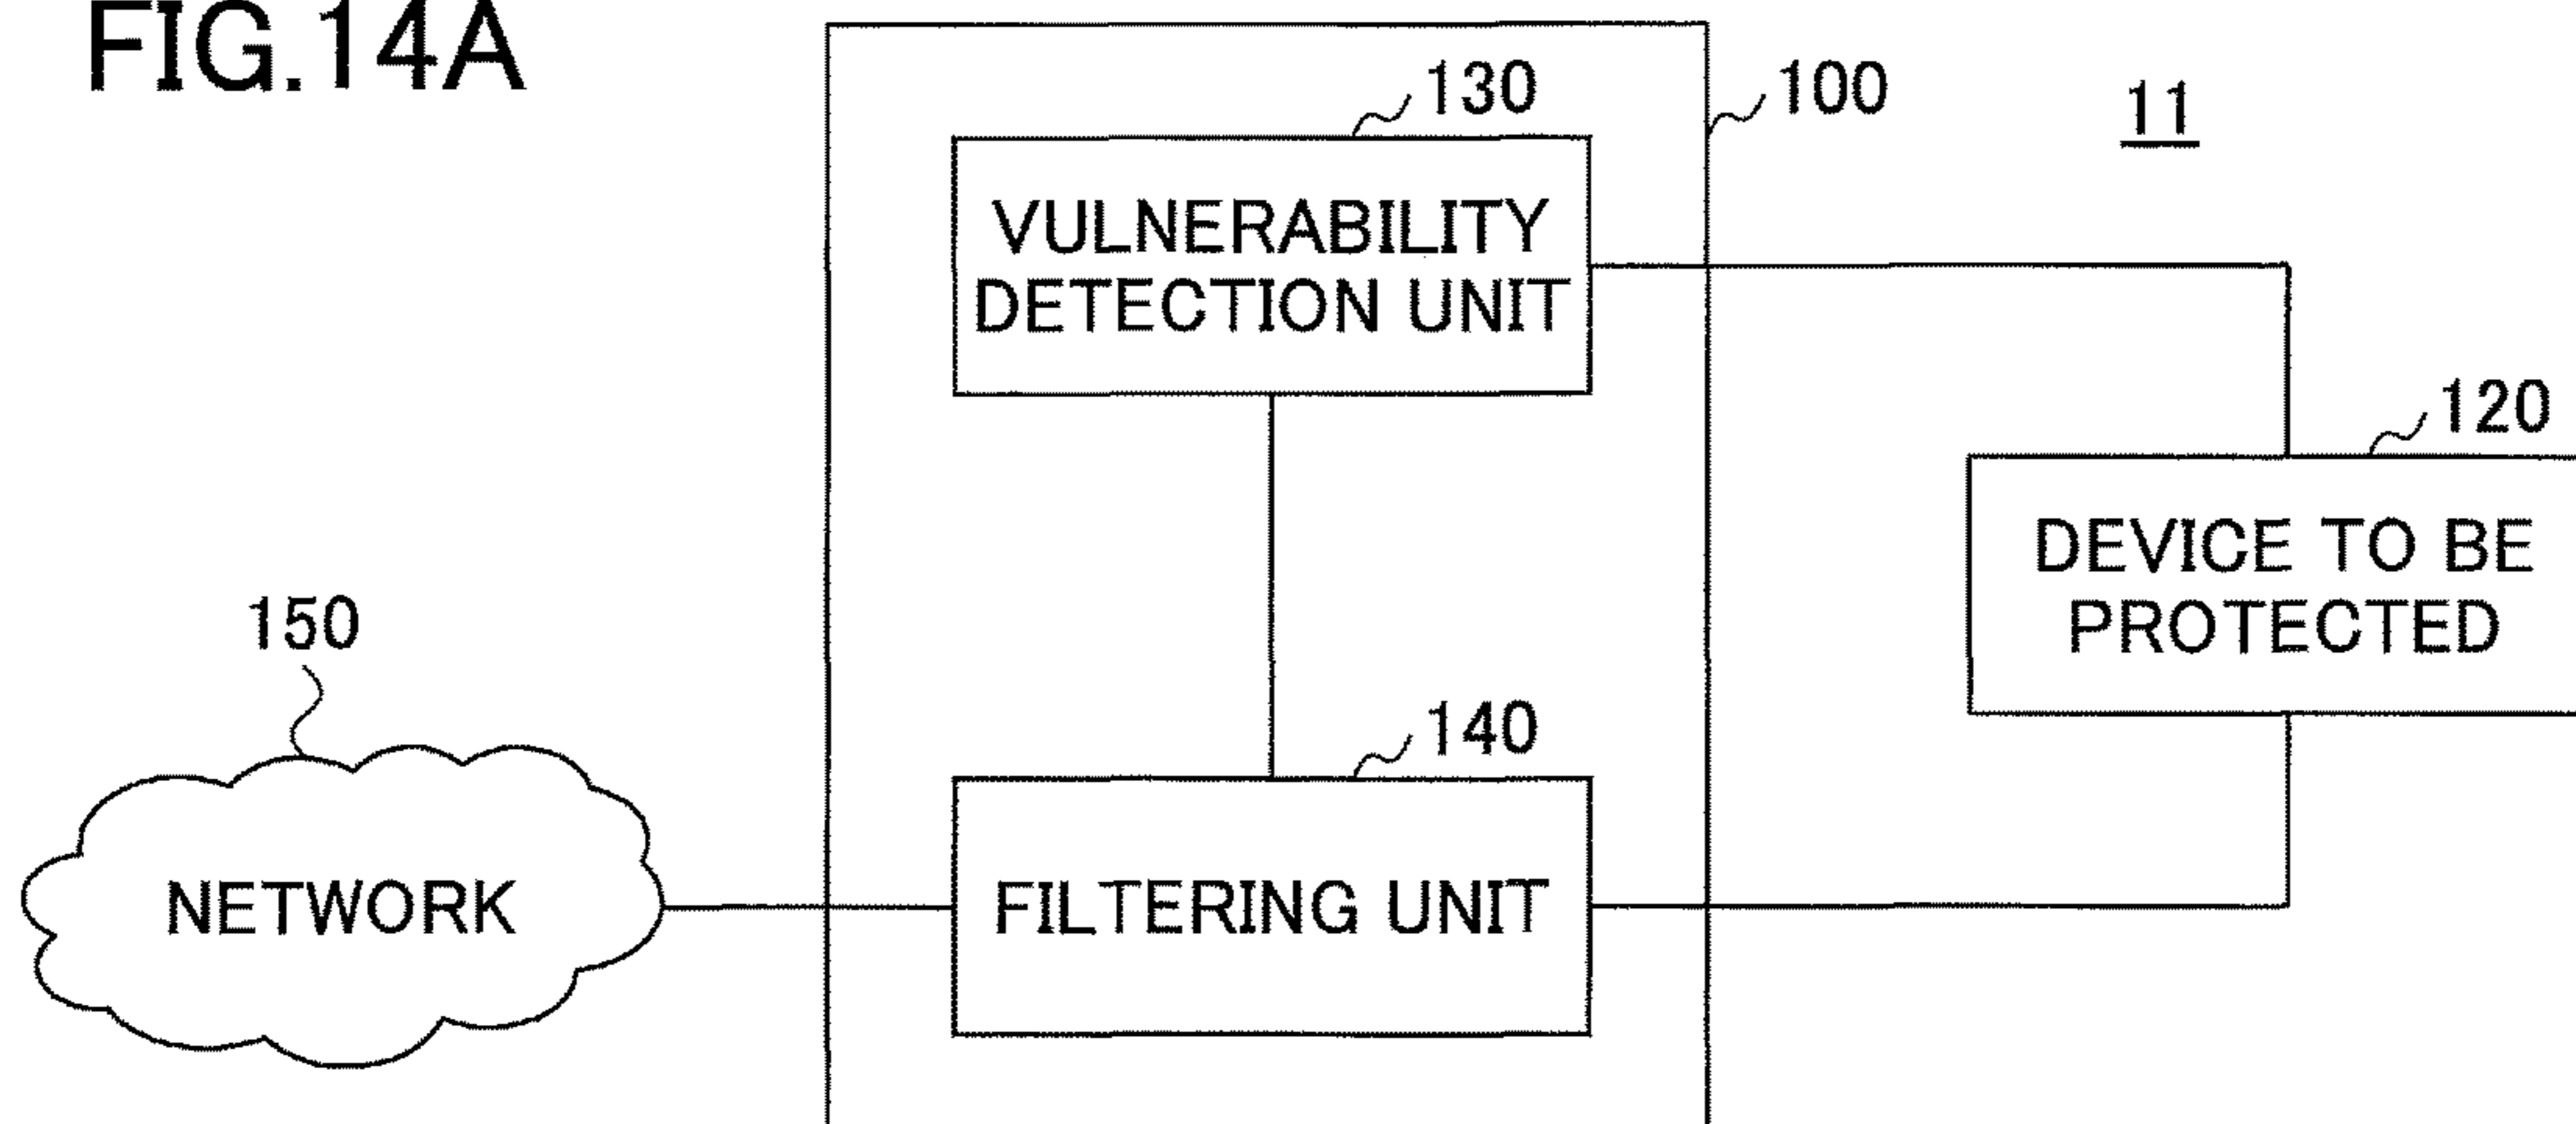 FIG.14A
130
100
11
VULNERABILITY
DETECTION UNIT
120
DEVICE TO BE
PROTECTED
150
140
NETWORK
FILTERING UNIT